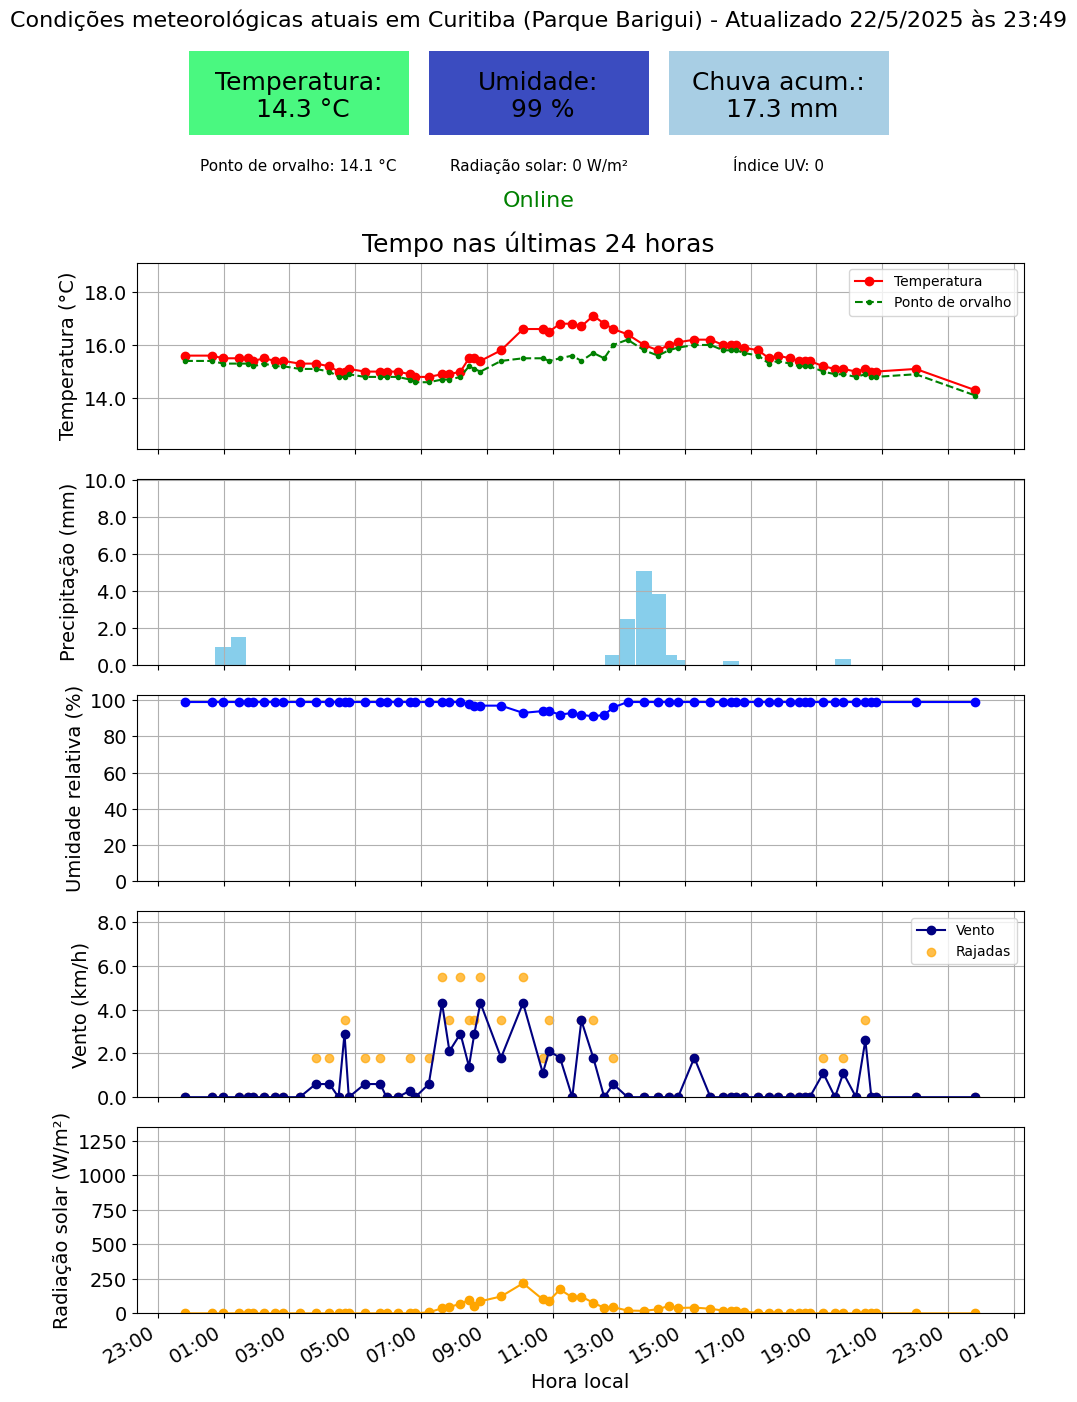 Condições meteorológicas atuais em Curitiba (Parque Barigui) - Atualizado 22/5/2025 às 23:49
Temperatura:
14.3 °C
Umidade:
99 %
Chuva acum.:
17.3 mm
Ponto de orvalho: 14.1 °C
Radiação solar: 0 W/m²
Índice UV: 0
Online
Tempo nas últimas 24 horas
Temperatura (°C)
18.0
16.0
14.0
Temperatura
Ponto de orvalho
Precipitação (mm)
10.0
8.0
6.0
4.0
2.0
0.0
Umidade relativa (%)
100
80
60
40
20
0
Vento (km/h)
8.0
6.0
4.0
2.0
0.0
Vento
Rajadas
Radiação solar (W/m²)
1250
1000
750
500
250
0
23:00
01:00
03:00
05:00
07:00
09:00
11:00
13:00
15:00
17:00
19:00
21:00
23:00
01:00
Hora local